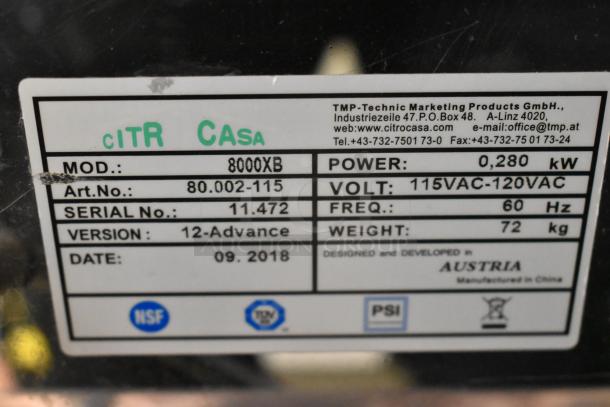 cITR CASA
TMP-Technic Marketing Products GmbH.,
Industriezeile 47.P.O.Box 48. A-Linz 4020,
web:www.citrocasa.com e-mail:office@tmp.at
Tel.+43-732-7501 73-0 Fax:+43-732-75 01 73-24
MOD.: 8000XB
Art.No.: 80.002-115
SERIAL No.: 11.472
VERSION : 12-Advance
DATE: 09. 2018
POWER: 0,280 kW
VOLT: 115VAC-120VAC
FREQ.: 60 Hz
WEIGHT: 72 kg
DESIGNED and DEVELOPED in
AUSTRIA
Manufactured in China
NSF
TÜV
PSI
AUCTION GROUP